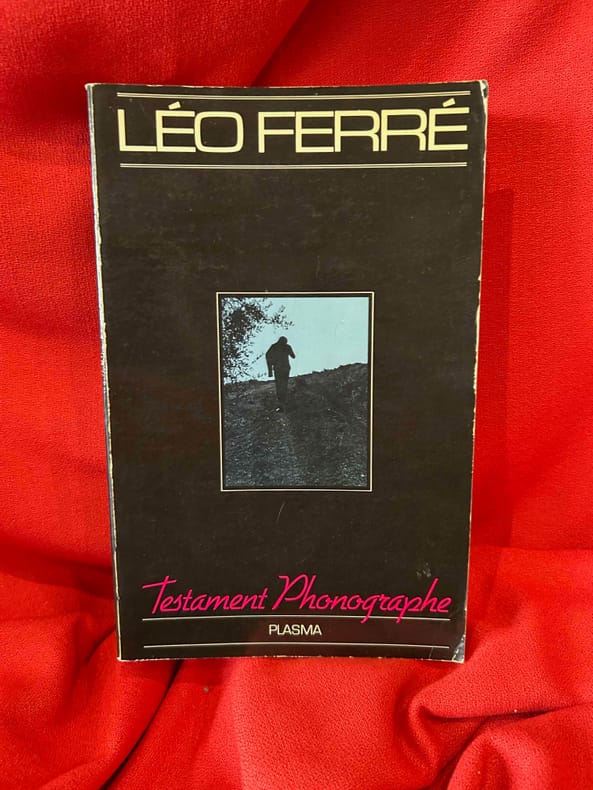 LÉO FERRÉ
Testament Phonographe
PLASMA